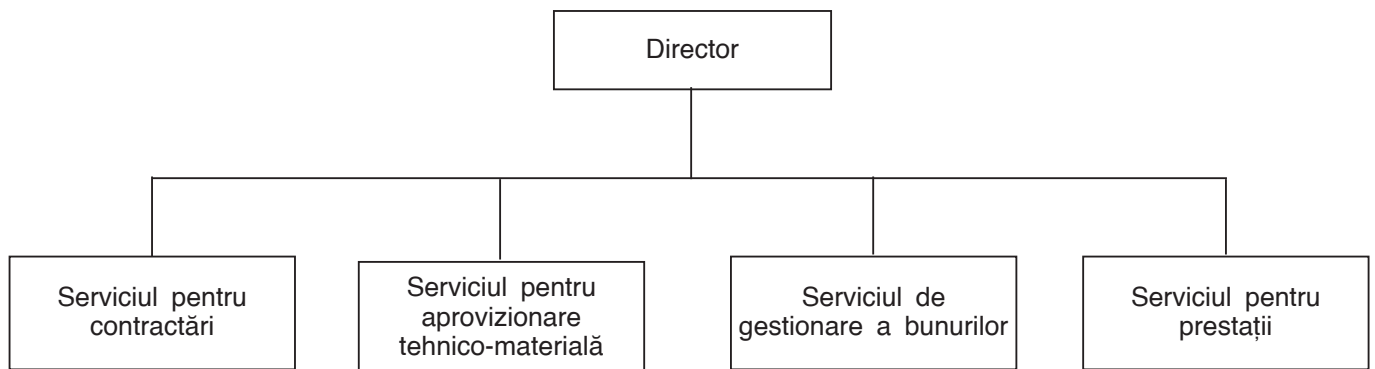 Director
Serviciul pentru
contractări
Serviciul pentru
aprovizionare
tehnico-materială
Serviciul de
gestionare a bunurilor
Serviciul pentru
prestații